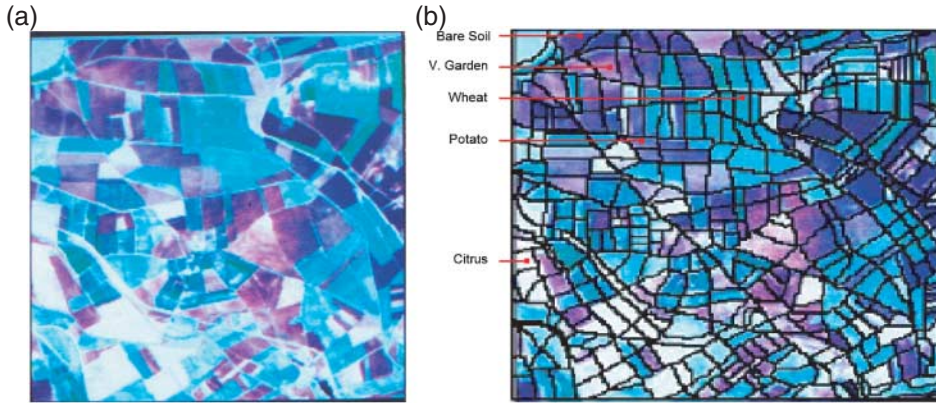 (a)
(b)
Bare Soil
V. Garden
Wheat
Potato
Citrus